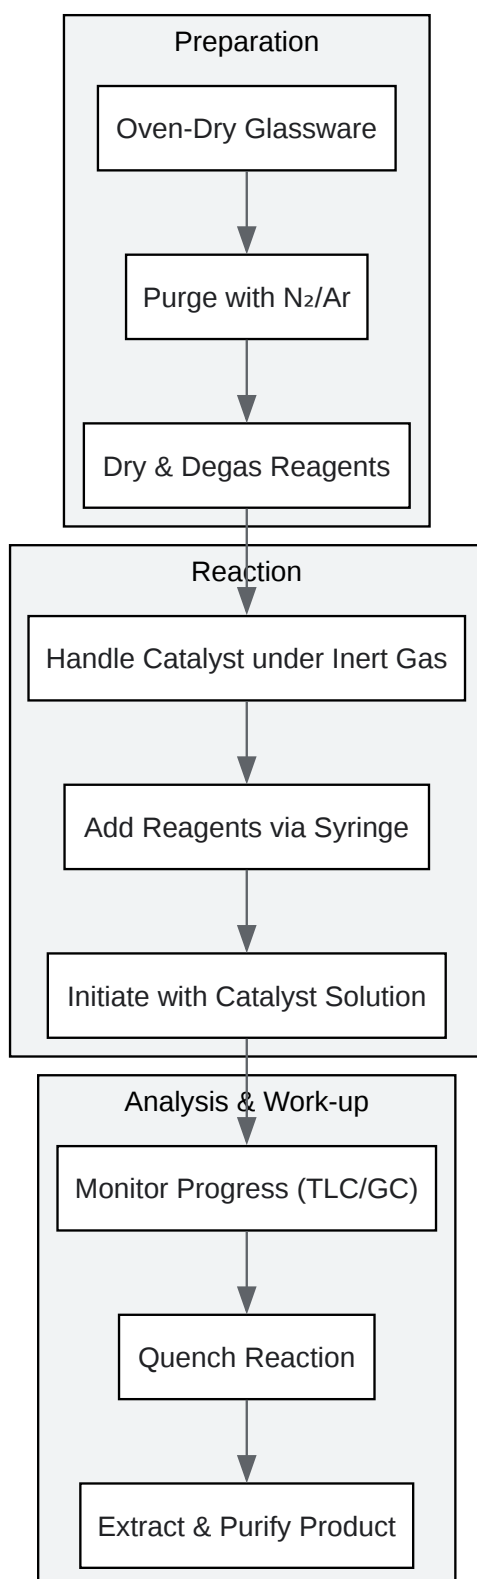 Preparation
Oven-Dry Glassware
Purge with N₂/Ar
Dry & Degas Reagents
Reaction
Handle Catalyst under Inert Gas
Add Reagents via Syringe
Initiate with Catalyst Solution
Analysis & Work-up
Monitor Progress (TLC/GC)
Quench Reaction
Extract & Purify Product